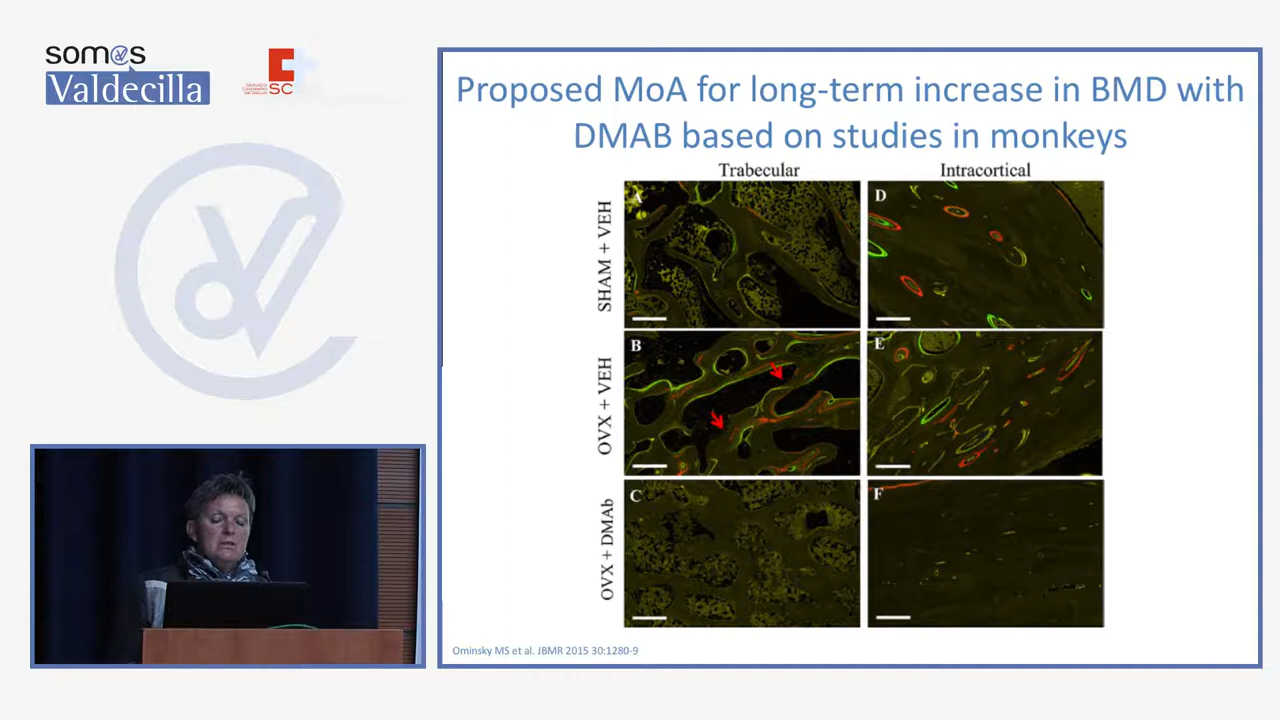 somos
Valdecilla
SC
Proposed MoA for long-term increase in BMD with
DMAB based on studies in monkeys
Trabecular
Intracortical
SHAM + VEH
A
D
OVX + VEH
B
E
OVX + DMAb
C
F
Ominsky MS et al. JBMR 2015 30:1280-9